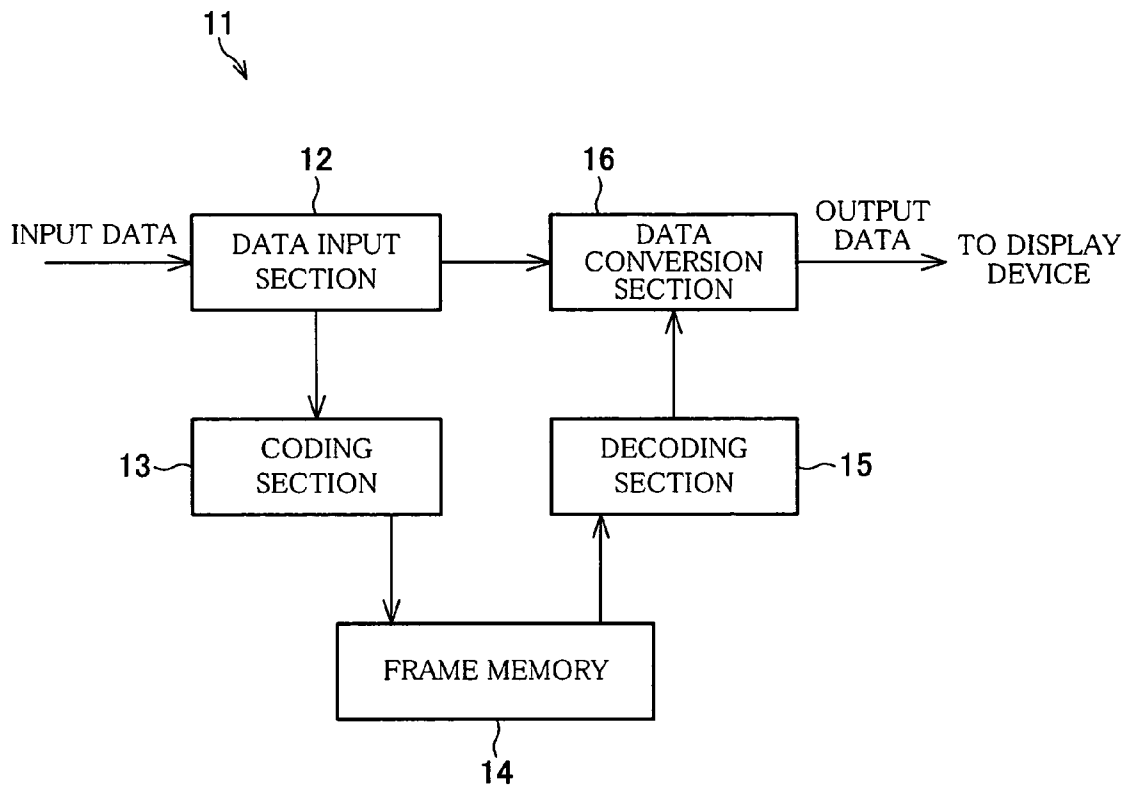 11
12
16
INPUT DATA
DATA INPUT
SECTION
DATA
CONVERSION
SECTION
OUTPUT
DATA
TO DISPLAY
DEVICE
13
CODING
SECTION
DECODING
SECTION
15
FRAME MEMORY
14